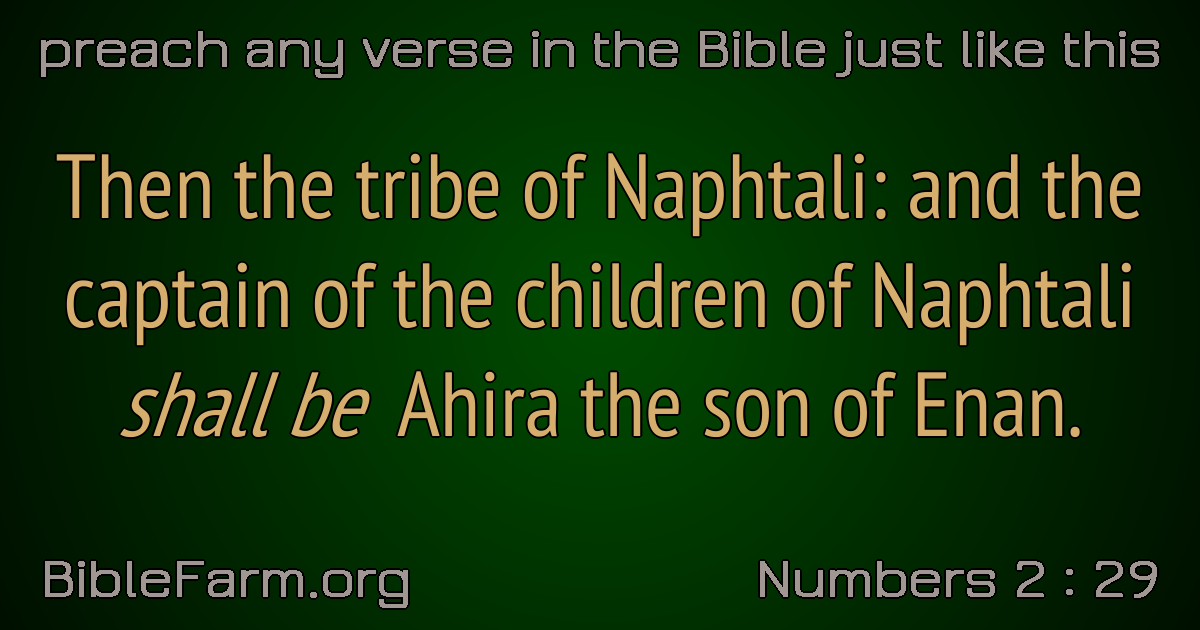 preach any verse in the Bible just like this
Then the tribe of Naphtali: and the
captain of the children of Naphtali
shall be Ahira the son of Enan.
BibleFarm.org
Numbers 2 : 29